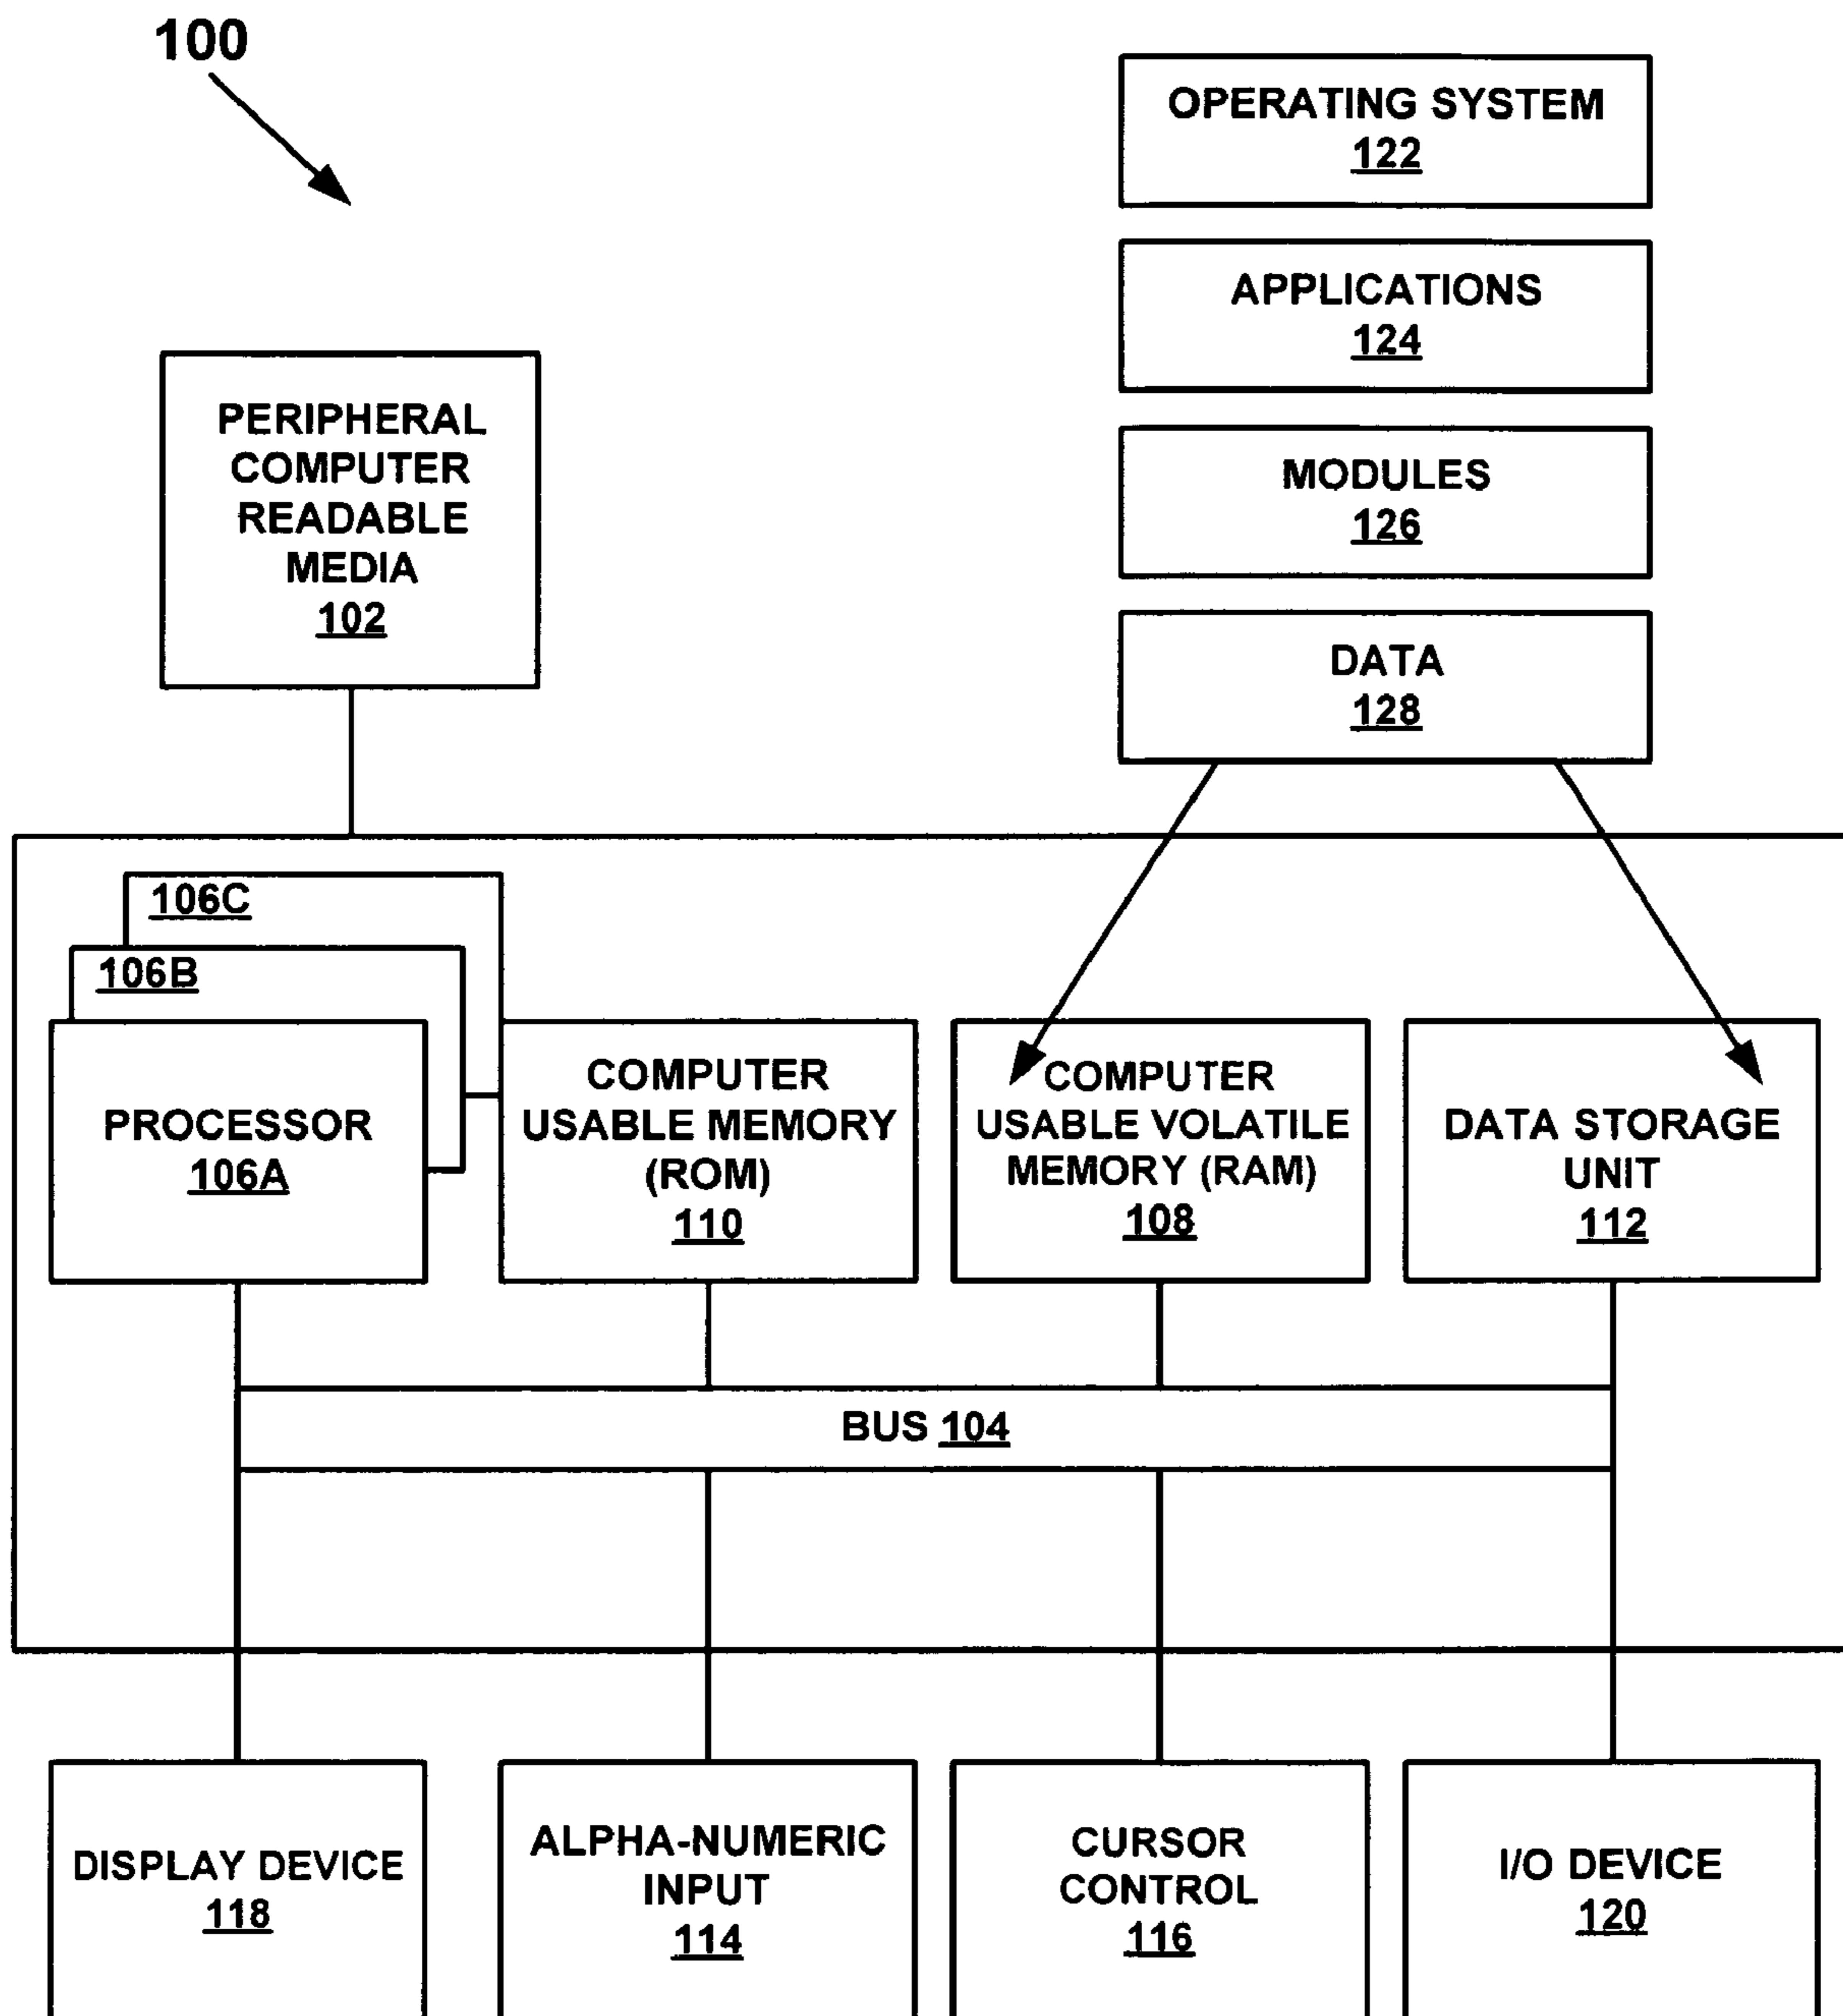 100
OPERATING SYSTEM
122
APPLICATIONS
124
PERIPHERAL
COMPUTER
READABLE
MEDIA
102
MODULES
126
DATA
128
106C
106B
PROCESSOR
106A
COMPUTER
USABLE MEMORY
(ROM)
110
COMPUTER
USABLE VOLATILE
MEMORY (RAM)
108
DATA STORAGE
UNIT
112
BUS 104
DISPLAY DEVICE
118
ALPHA-NUMERIC
INPUT
114
CURSOR
CONTROL
116
I/O DEVICE
120